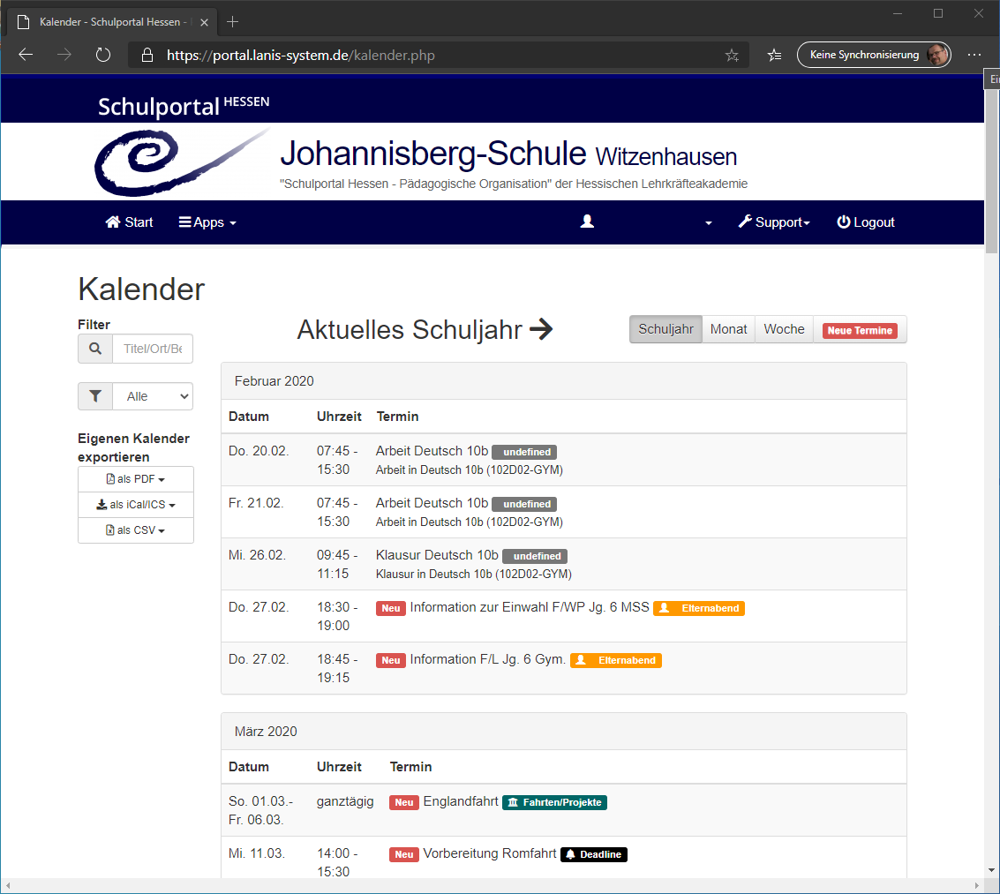 Kalender - Schulportal Hessen -
https://portal.lanis-system.de/kalender.php
Keine Synchronisierung
Schulportal HESSEN
Johannisberg-Schule Witzenhausen
"Schulportal Hessen - Pädagogische Organisation" der Hessischen Lehrkräfteakademie
Start Apps Support Logout
Kalender
Filter
Titel/Ort/Be
Alle
Eigenen Kalender
exportieren
als PDF
als iCal/ICS
als CSV
Aktuelles Schuljahr
Schuljahr Monat Woche Neue Termine
Februar 2020
Datum Uhrzeit Termin
Do. 20.02. 07:45 - Arbeit Deutsch 10b undefined
15:30 Arbeit in Deutsch 10b (102D02-GYM)
Fr. 21.02. 07:45 - Arbeit Deutsch 10b undefined
15:30 Arbeit in Deutsch 10b (102D02-GYM)
Mi. 26.02. 09:45 - Klausur Deutsch 10b undefined
11:15 Klausur in Deutsch 10b (102D02-GYM)
Do. 27.02. 18:30 - Neu Information zur Einwahl F/WP Jg. 6 MSS Elternabend
19:00
Do. 27.02. 18:45 - Neu Information F/L Jg. 6 Gym. Elternabend
19:15
März 2020
Datum Uhrzeit Termin
So. 01.03.- ganztägig Neu Englandfahrt Fahrten/Projekte
Fr. 06.03.
Mi. 11.03. 14:00 - Neu Vorbereitung Romfahrt Deadline
15:30